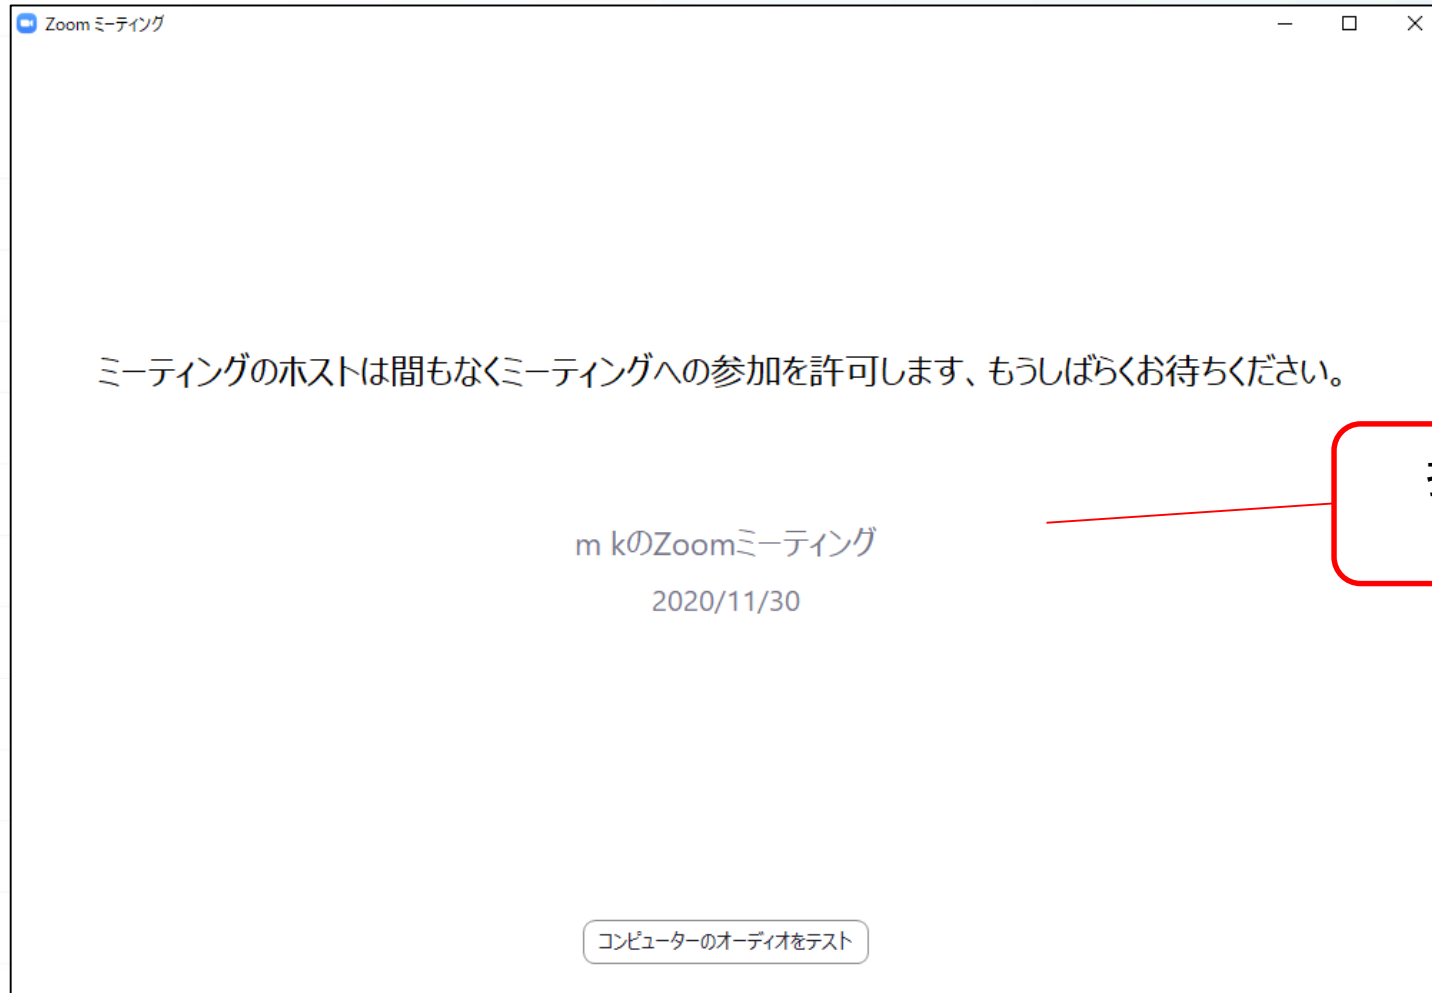 Zoom ミーティング
ミーティングのホストは間もなくミーティングへの参加を許可します、もうしばらくお待ちください。
m kのZoomミーティング
2020/11/30
コンピューターのオーディオをテスト